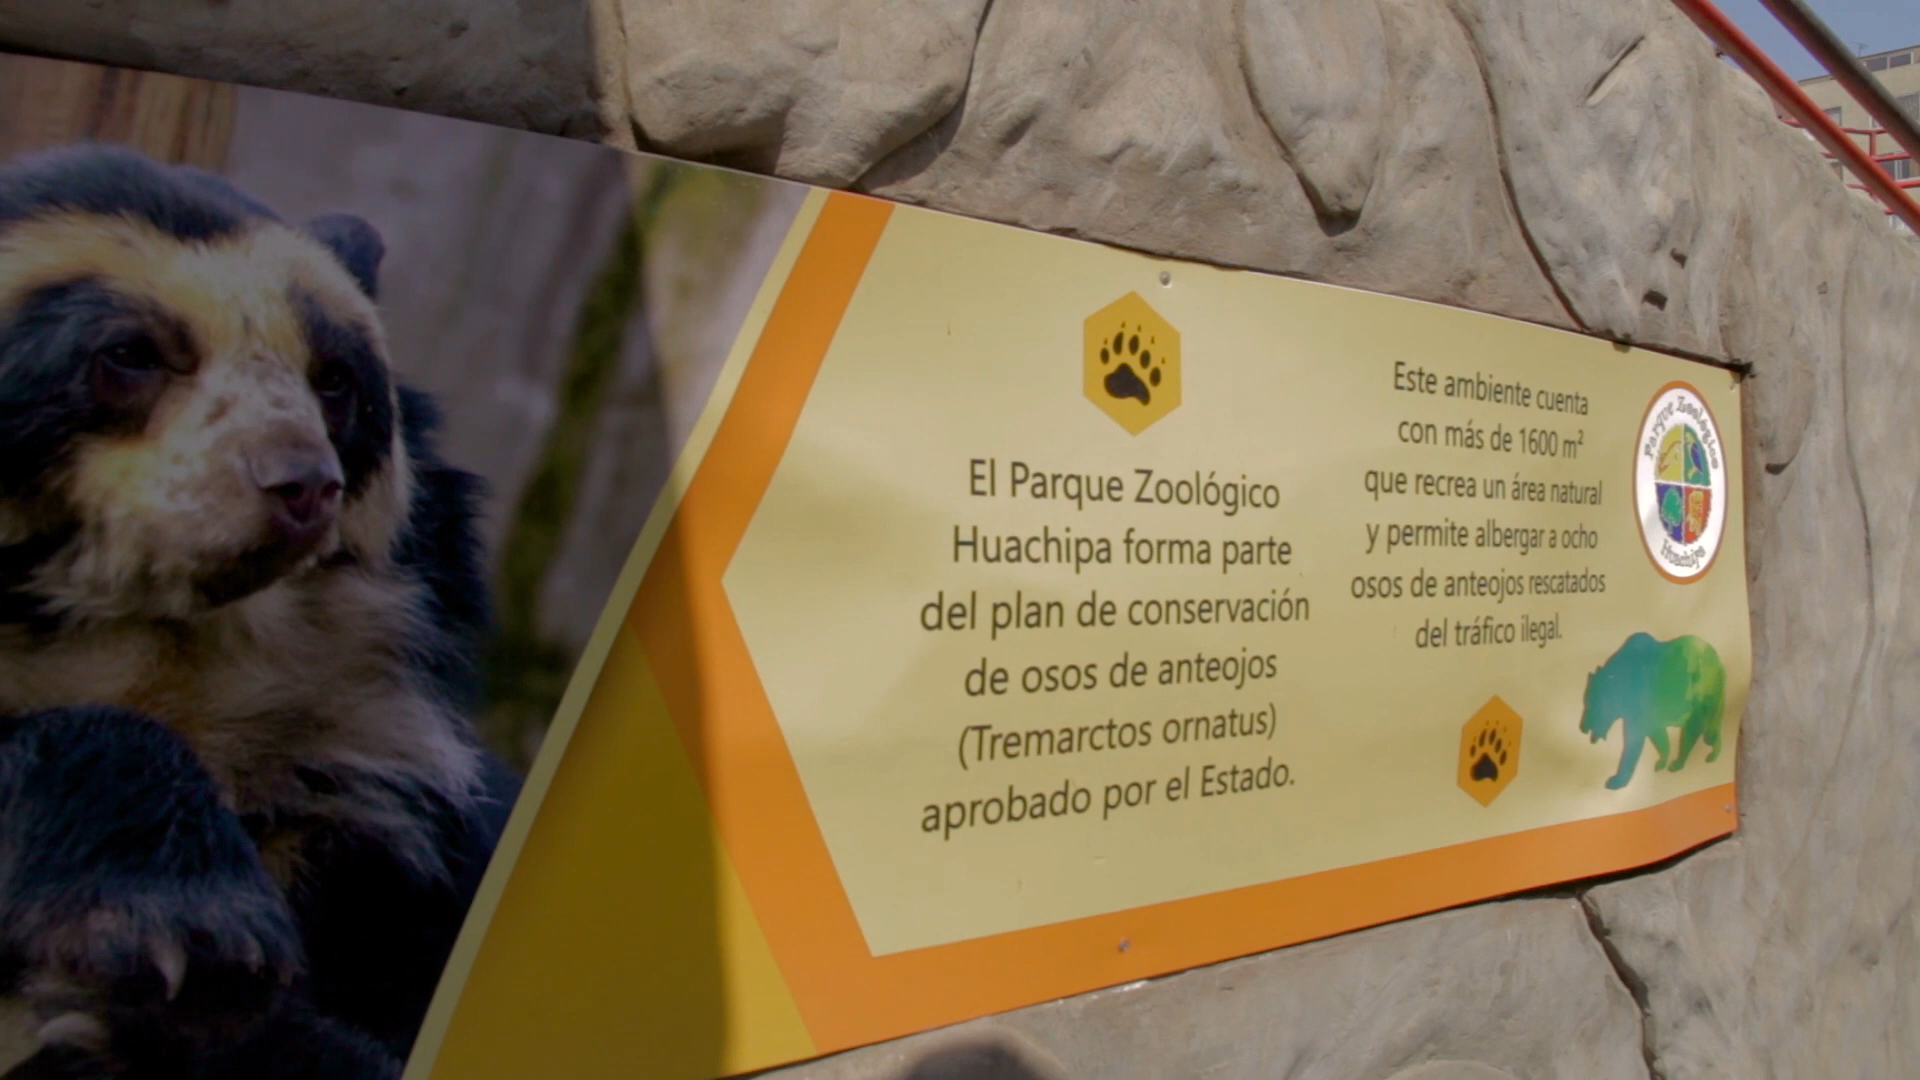 El Parque Zoológico
Huachipa forma parte
del plan de conservación
de osos de anteojos
(Tremarctos ornatus)
aprobado por el Estado.
Este ambiente cuenta
con más de 1600 m²
que recrea un área natural
y permite albergar a ocho
osos de anteojos rescatados
del tráfico ilegal.
Parque Zoológico
Huachipa